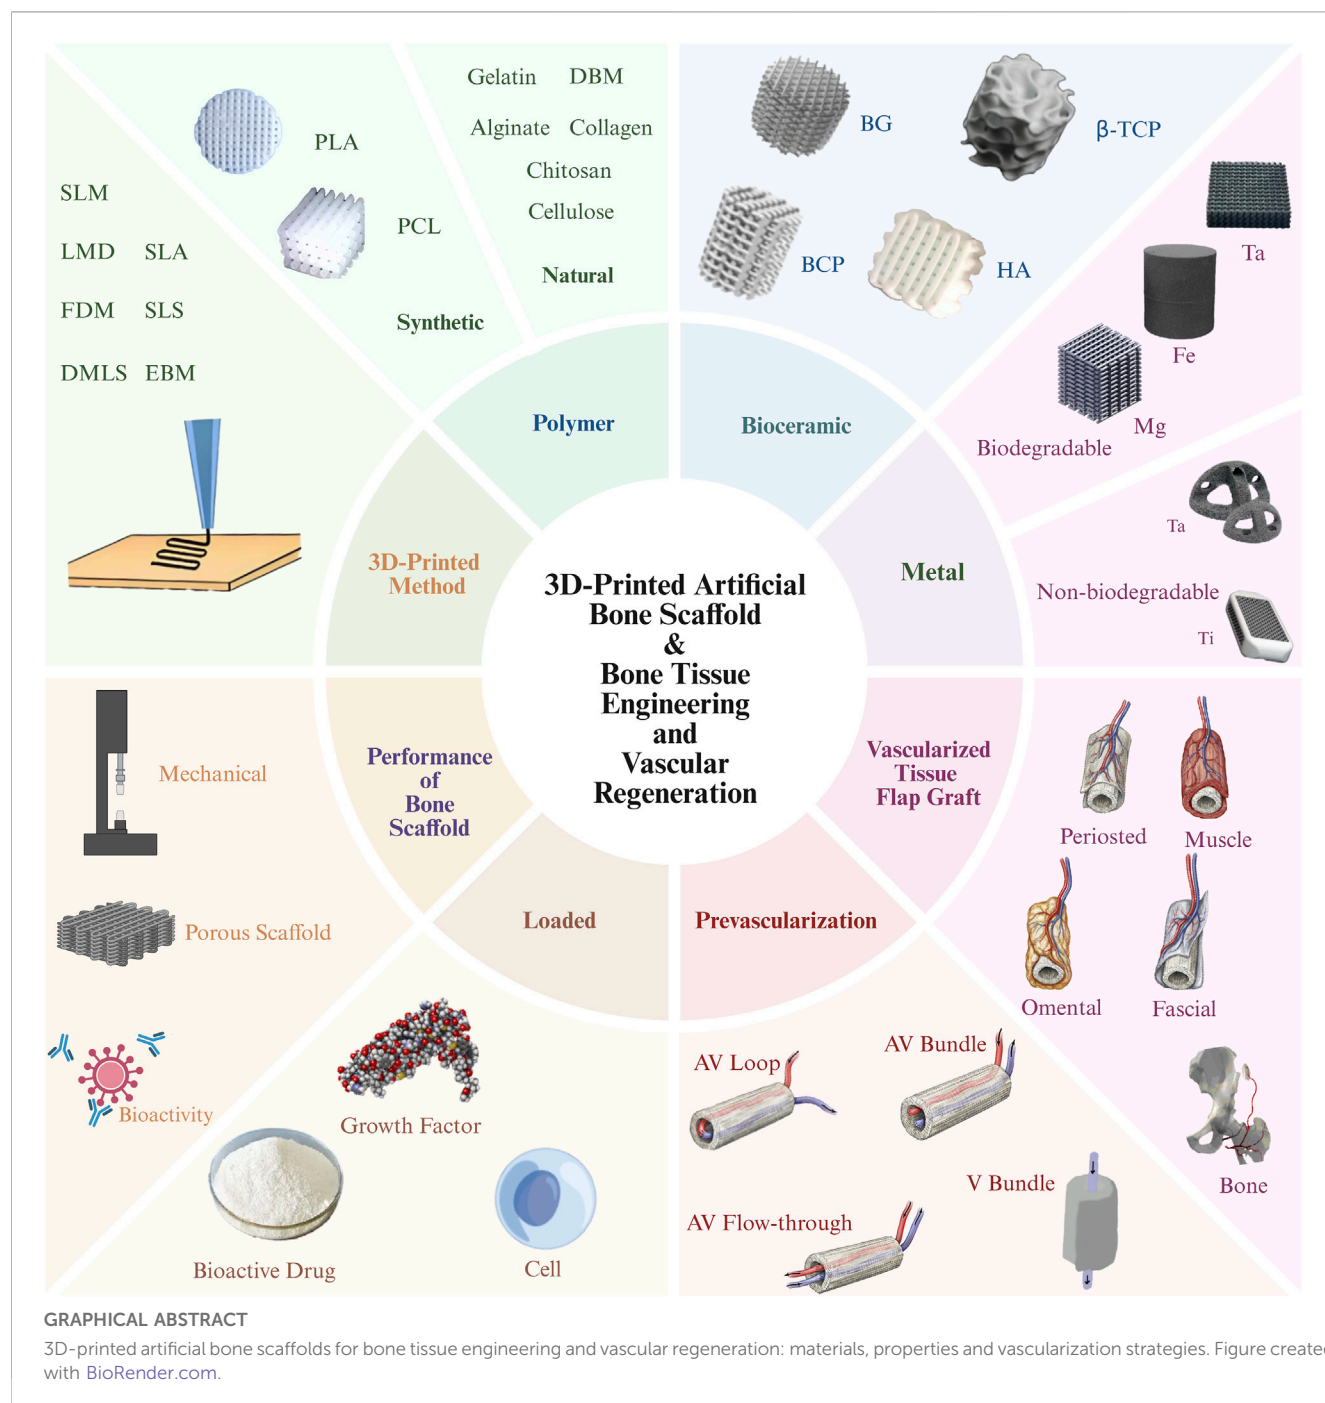 Gelatin DBM
Alginate Collagen
Chitosan
Cellulose
Natural
PLA
PCL
Synthetic
SLM
LMD SLA
FDM SLS
DMLS EBM
BG
β-TCP
BCP
HA
Ta
Fe
Mg
Biodegradable
Ta
Non-biodegradable
Ti
Polymer
Bioceramic
3D-Printed
Method
Metal
3D-Printed Artificial
Bone Scaffold
&
Bone Tissue
Engineering
and
Vascular
Regeneration
Performance
of
Bone
Scaffold
Vascularized
Tissue
Flap Graft
Loaded
Prevascularization
Mechanical
Porous Scaffold
Bioactivity
Growth Factor
Bioactive Drug
Cell
AV Loop
AV Bundle
V Bundle
AV Flow-through
Periosted
Muscle
Omental
Fascial
Bone
GRAPHICAL ABSTRACT
3D-printed artificial bone scaffolds for bone tissue engineering and vascular regeneration: materials, properties and vascularization strategies. Figure created
with BioRender.com.